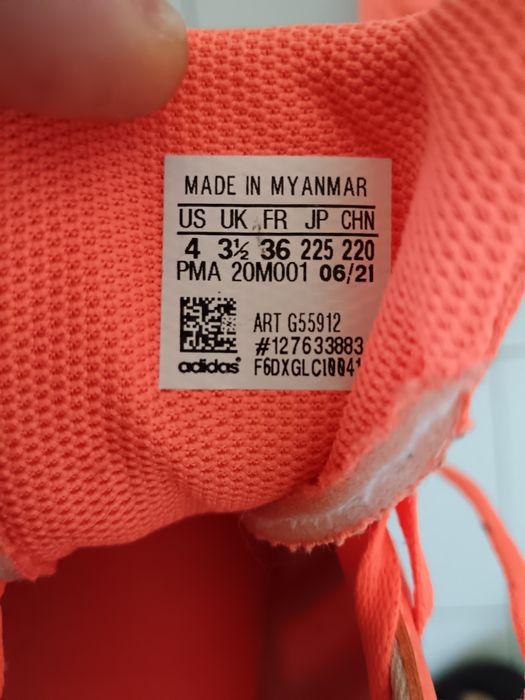 MADE IN MYANMAR
US UK FR JP CHN
4 3½ 36 225 220
PMA 20M001 06/21
ART G55912
#127633883
adidas® F6DXGLCI0041